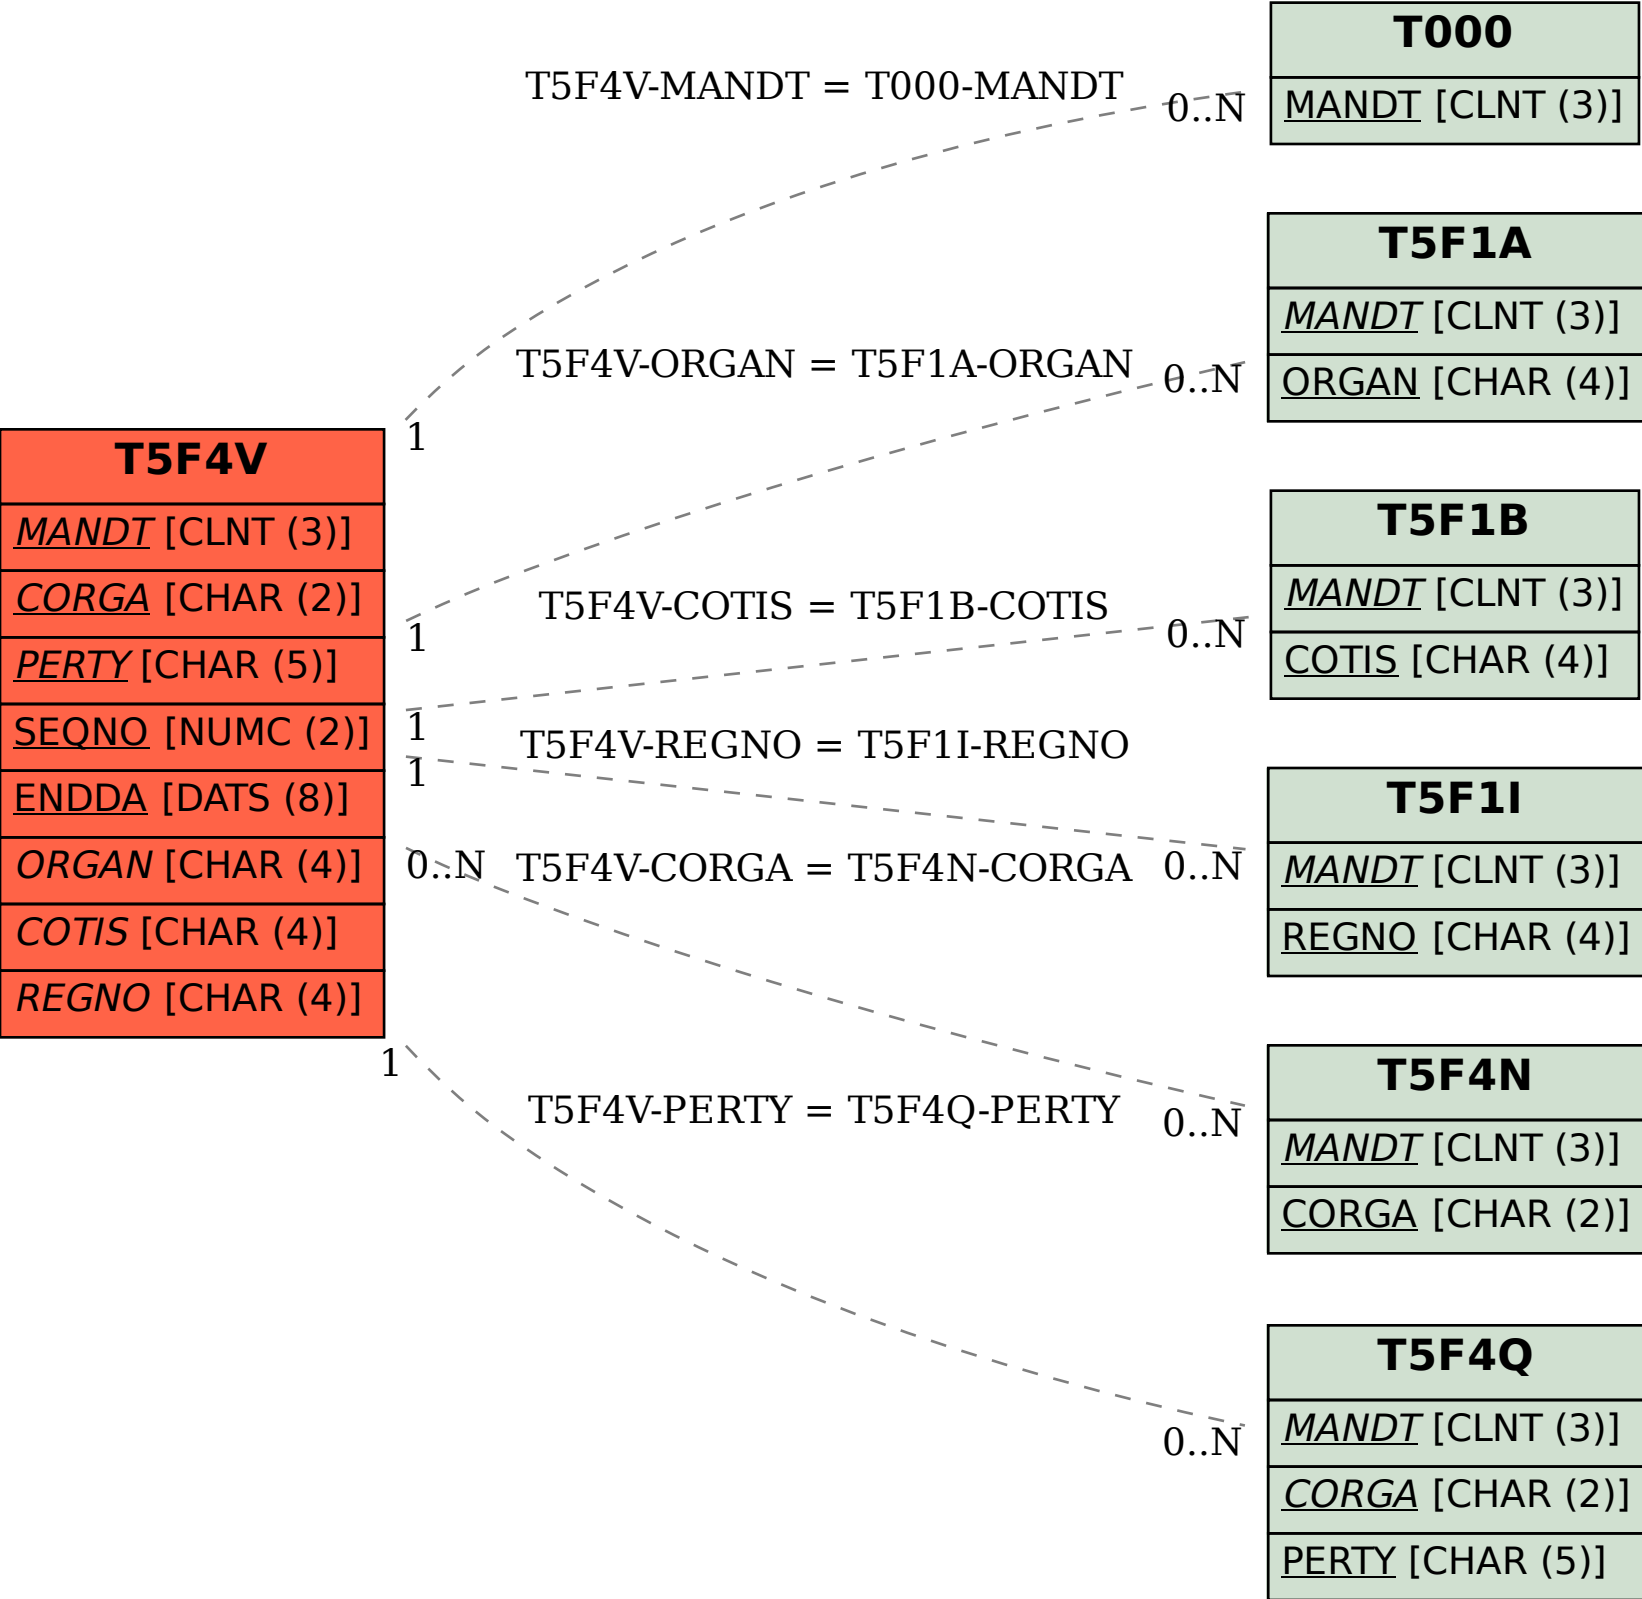 T000
MANDT [CLNT (3)]
T5F4V-MANDT = T000-MANDT
0..N
T5F1A
MANDT [CLNT (3)]
ORGAN [CHAR (4)]
T5F4V-ORGAN = T5F1A-ORGAN
0..N
1
T5F4V
MANDT [CLNT (3)]
CORGA [CHAR (2)]
PERTY [CHAR (5)]
SEQNO [NUMC (2)]
ENDDA [DATS (8)]
ORGAN [CHAR (4)]
COTIS [CHAR (4)]
REGNO [CHAR (4)]
T5F1B
MANDT [CLNT (3)]
COTIS [CHAR (4)]
T5F4V-COTIS = T5F1B-COTIS
0..N
1
1
T5F4V-REGNO = T5F1I-REGNO
1
T5F1I
MANDT [CLNT (3)]
REGNO [CHAR (4)]
0..N
T5F4V-CORGA = T5F4N-CORGA
0..N
T5F4N
MANDT [CLNT (3)]
CORGA [CHAR (2)]
1
T5F4V-PERTY = T5F4Q-PERTY
0..N
T5F4Q
MANDT [CLNT (3)]
CORGA [CHAR (2)]
PERTY [CHAR (5)]
0..N